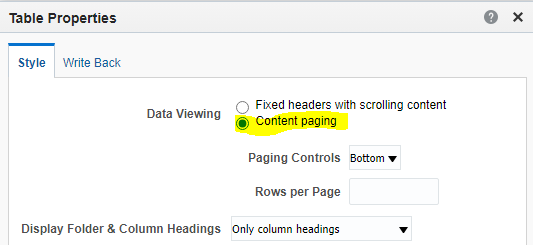 Table Properties
Style Write Back
Data Viewing Fixed headers with scrolling content
Content paging
Paging Controls Bottom
Rows per Page
Display Folder & Column Headings Only column headings